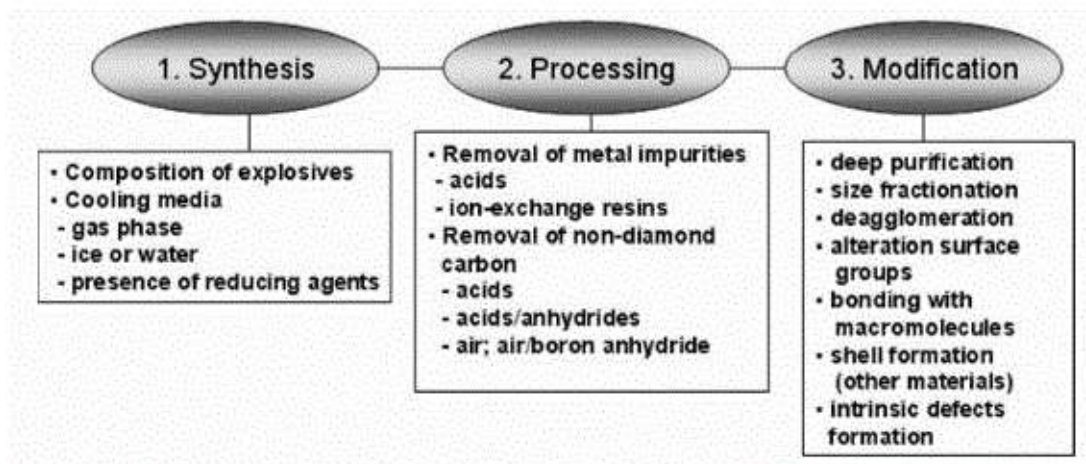 1. Synthesis
• Composition of explosives
• Cooling media
- gas phase
- ice or water
- presence of reducing agents
2. Processing
• Removal of metal impurities
- acids
- ion-exchange resins
• Removal of non-diamond
carbon
- acids
- acids/anhydrides
- air; air/boron anhydride
3. Modification
• deep purification
• size fractionation
• deagglomeration
• alteration surface
groups
• bonding with
macromolecules
• shell formation
(other materials)
• intrinsic defects
formation